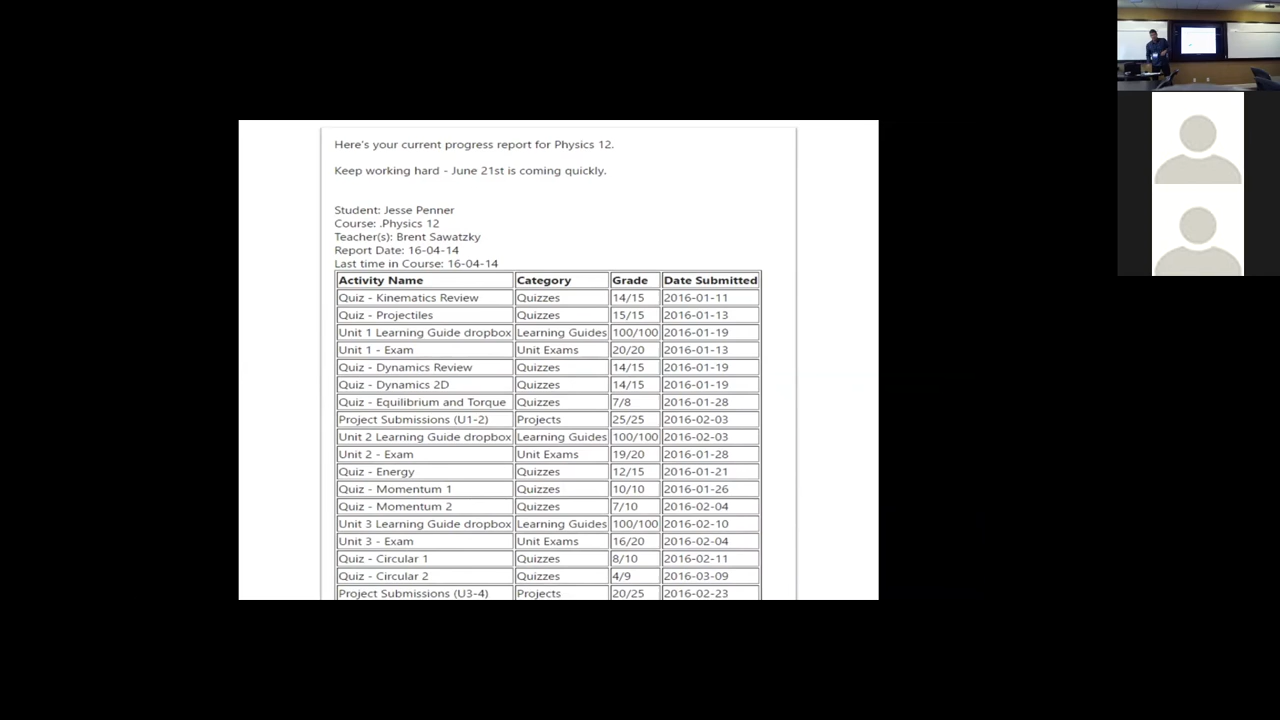 Here's your current progress report for Physics 12.
Keep working hard - June 21st is coming quickly.
Student: Jesse Penner
Course: .Physics 12
Teacher(s): Brent Sawatzky
Report Date: 16-04-14
Last time in Course: 16-04-14
Activity Name Category Grade Date Submitted
Quiz - Kinematics Review Quizzes 14/15 2016-01-11
Quiz - Projectiles Quizzes 15/15 2016-01-13
Unit 1 Learning Guide dropbox Learning Guides 100/100 2016-01-19
Unit 1 - Exam Unit Exams 20/20 2016-01-13
Quiz - Dynamics Review Quizzes 14/15 2016-01-19
Quiz - Dynamics 2D Quizzes 14/15 2016-01-19
Quiz - Equilibrium and Torque Quizzes 7/8 2016-01-28
Project Submissions (U1-2) Projects 25/25 2016-02-03
Unit 2 Learning Guide dropbox Learning Guides 100/100 2016-02-03
Unit 2 - Exam Unit Exams 19/20 2016-01-28
Quiz - Energy Quizzes 12/15 2016-01-21
Quiz - Momentum 1 Quizzes 10/10 2016-01-26
Quiz - Momentum 2 Quizzes 7/10 2016-02-04
Unit 3 Learning Guide dropbox Learning Guides 100/100 2016-02-10
Unit 3 - Exam Unit Exams 16/20 2016-02-04
Quiz - Circular 1 Quizzes 8/10 2016-02-11
Quiz - Circular 2 Quizzes 4/9 2016-03-09
Project Submissions (U3-4) Projects 20/25 2016-02-23